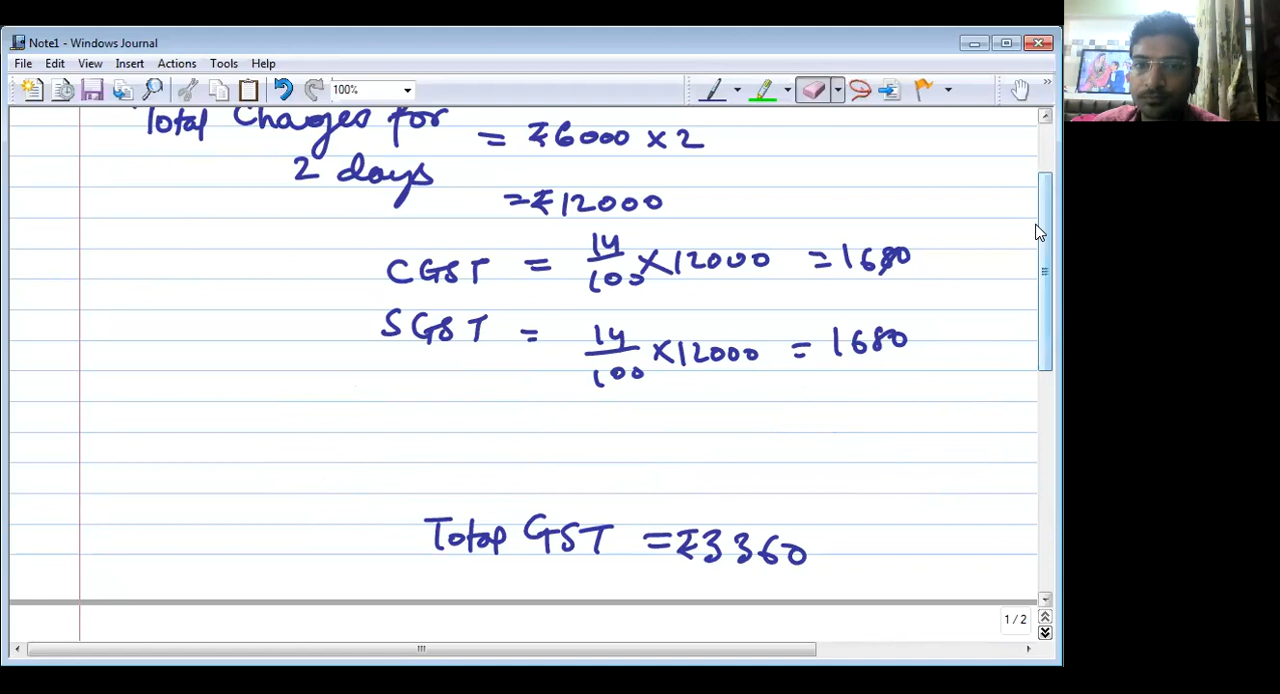 Note1 - Windows Journal
File Edit View Insert Actions Tools Help
100%
Total Charges for 2 days = ₹6000 × 2
= ₹12000
CGST = 14/100 × 12000 = 1680
SGST = 14/100 × 12000 = 1680
Total GST = ₹3360
1 / 2